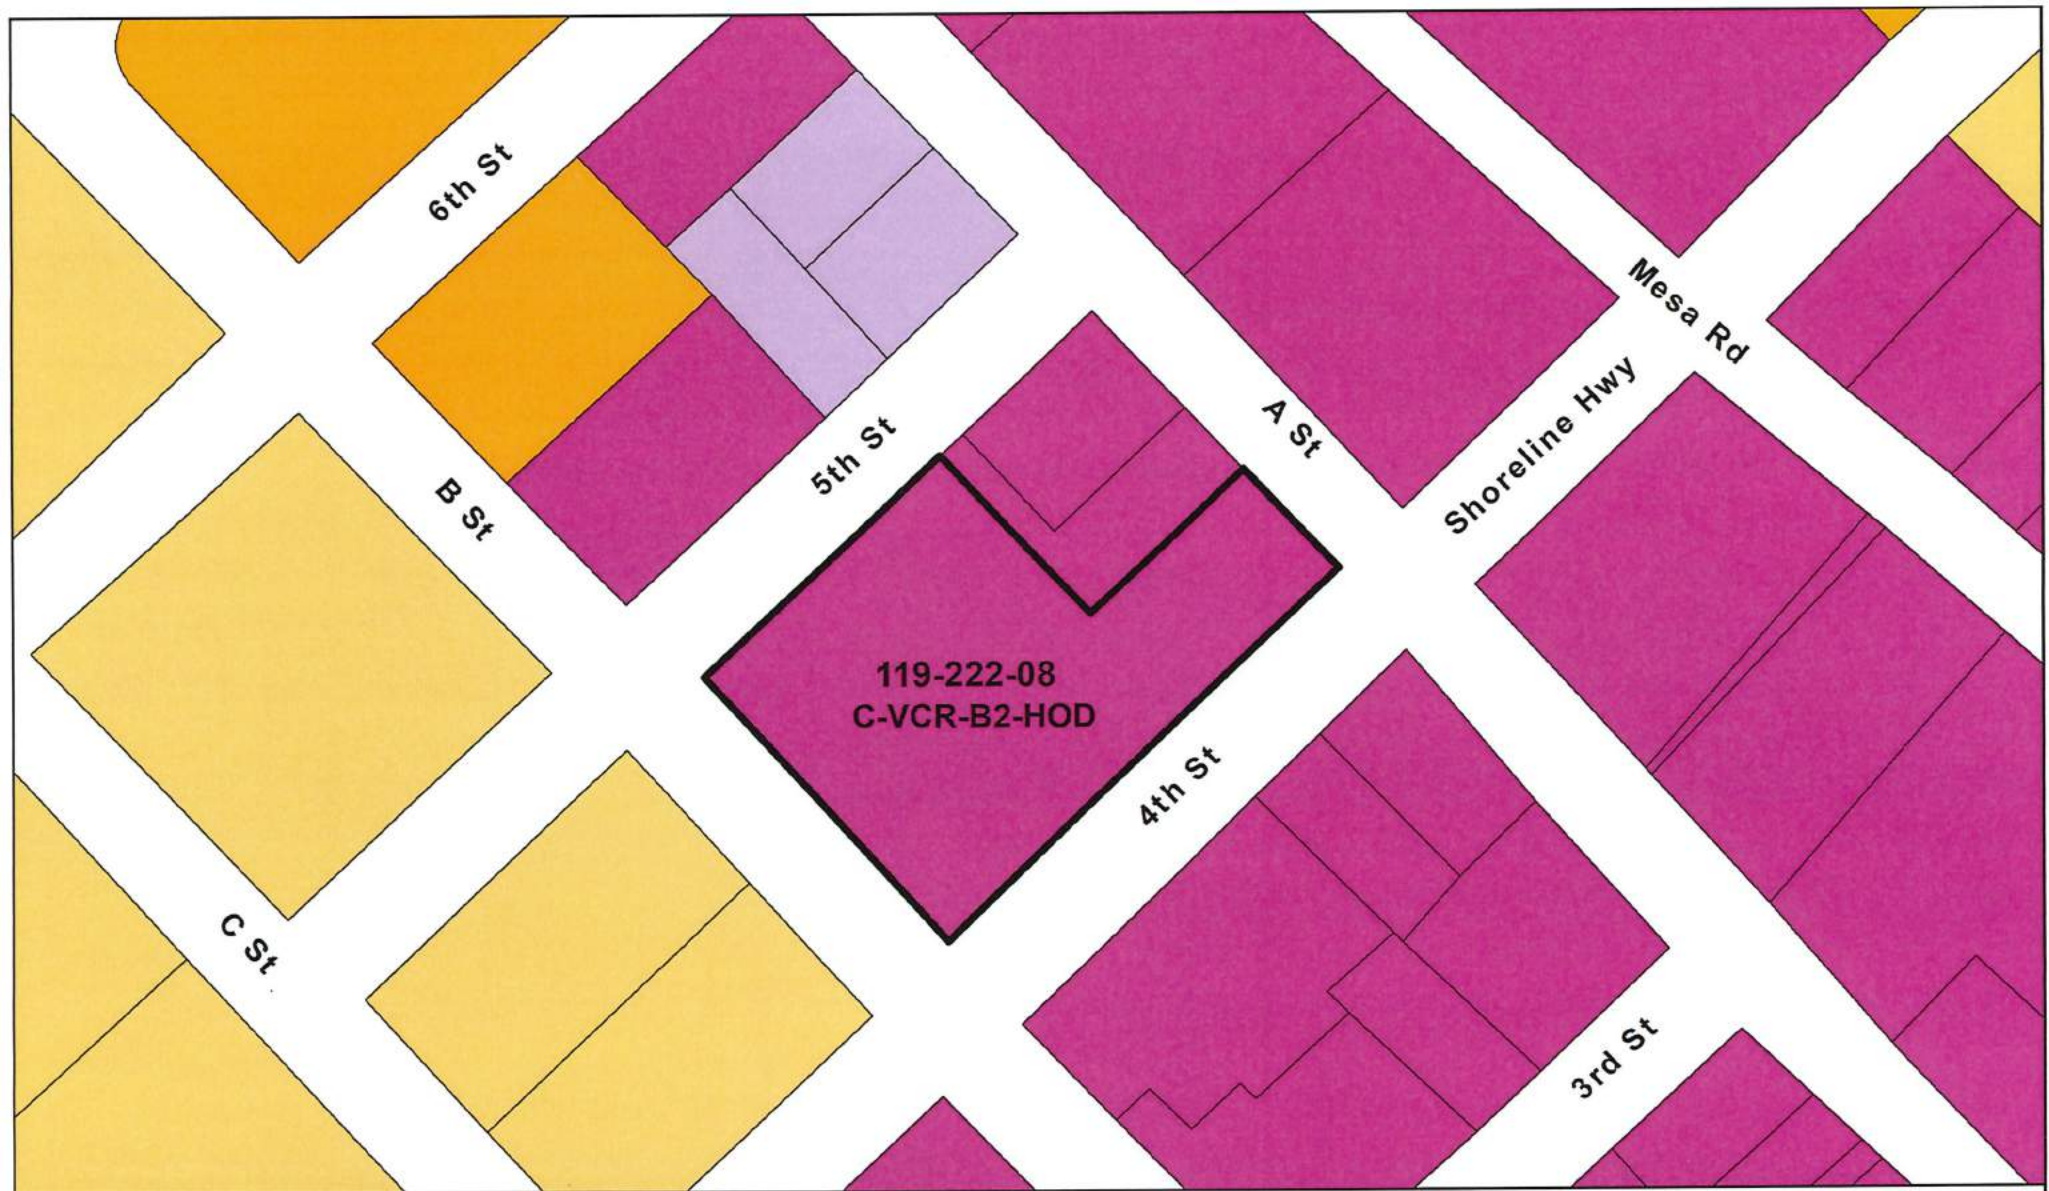 6th St
Mesa Rd
A St
Shoreline Hwy
5th St
B St
119-222-08
C-VCR-B2-HOD
4th St
C St
3rd St